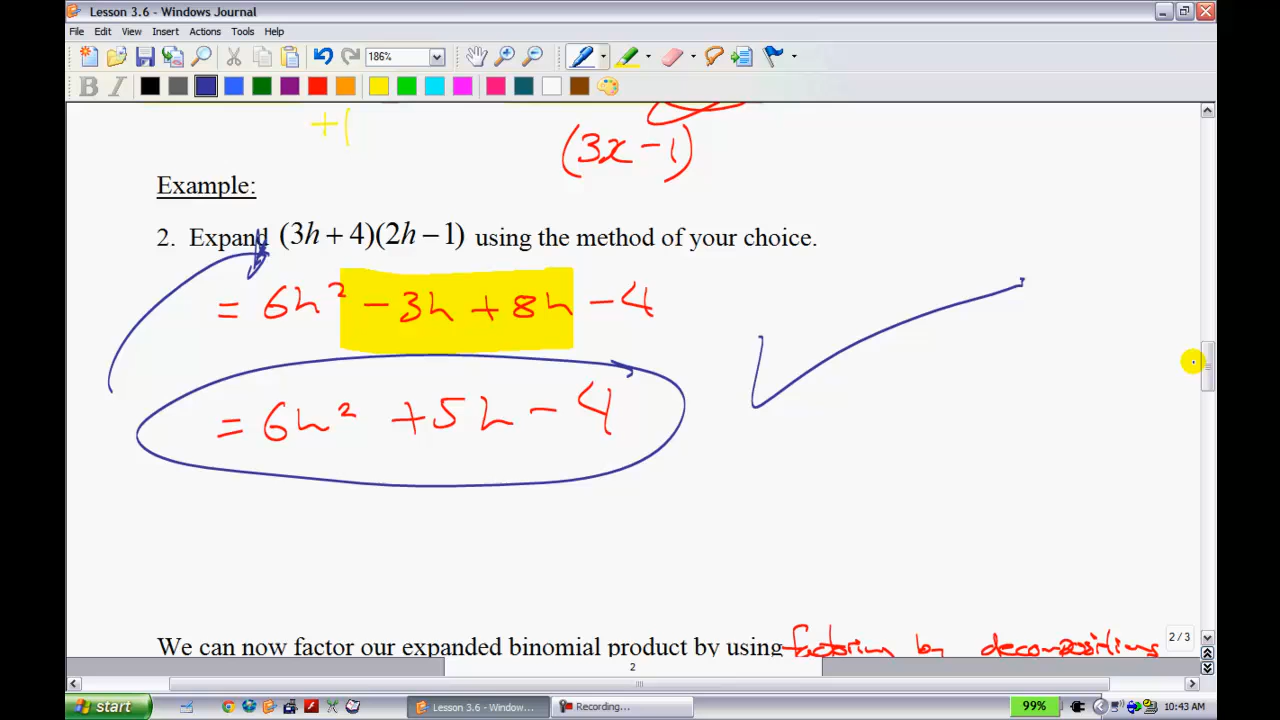 Lesson 3.6 - Windows Journal
File Edit View Insert Actions Tools Help
186%
B I
+(
(3x - 1)
Example:
2. Expand (3h + 4)(2h − 1) using the method of your choice.
= 6h² - 3h + 8h - 4
= 6h² + 5h - 4
We can now factor our expanded binomial product by using factoring by decomposition
2 / 3
2
start Lesson 3.6 - Window... Recording... 99% 10:43 AM